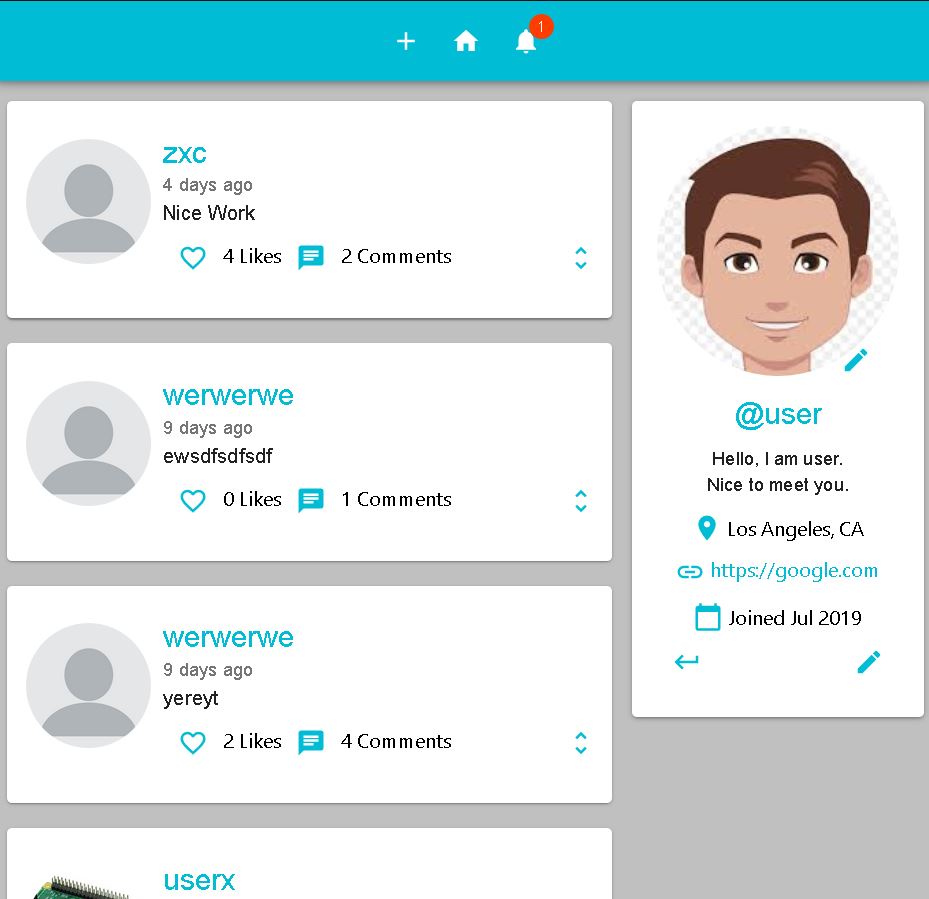 1
zxc
4 days ago
Nice Work
4 Likes 2 Comments
werwerwe
9 days ago
ewsdfsdfsdf
0 Likes 1 Comments
werwerwe
9 days ago
yereyt
2 Likes 4 Comments
userx
@user
Hello, I am user.
Nice to meet you.
Los Angeles, CA
https://google.com
Joined Jul 2019